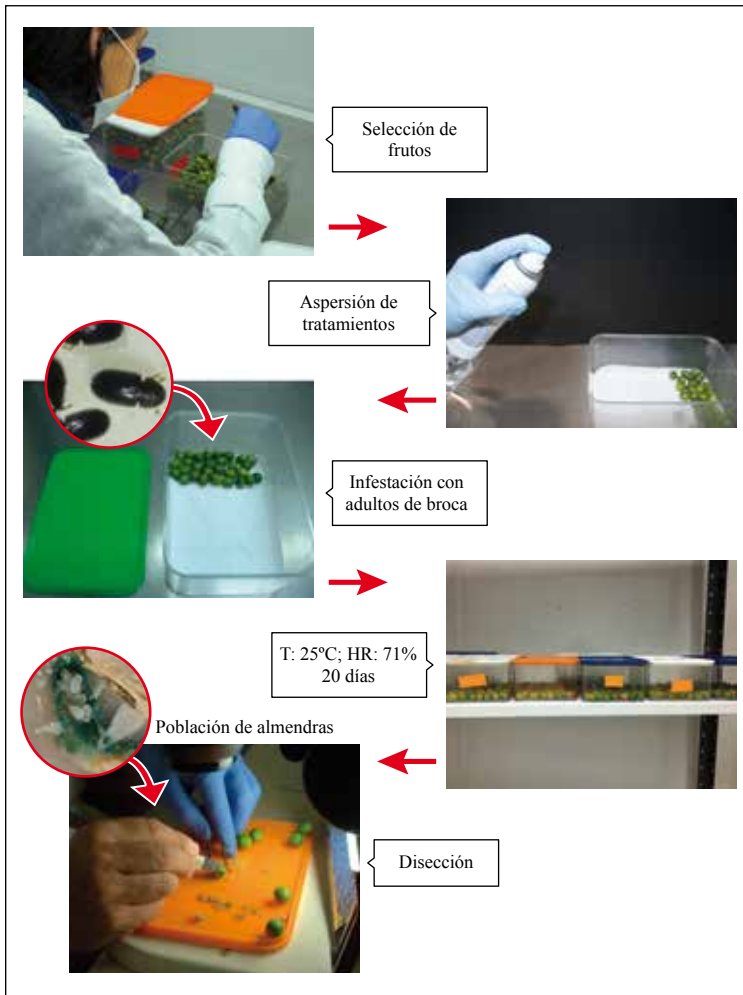 Selección de
frutos
Aspersión de
tratamientos
Infestación con
adultos de broca
T: 25ºC; HR: 71%
20 días
Población de almendras
Disección